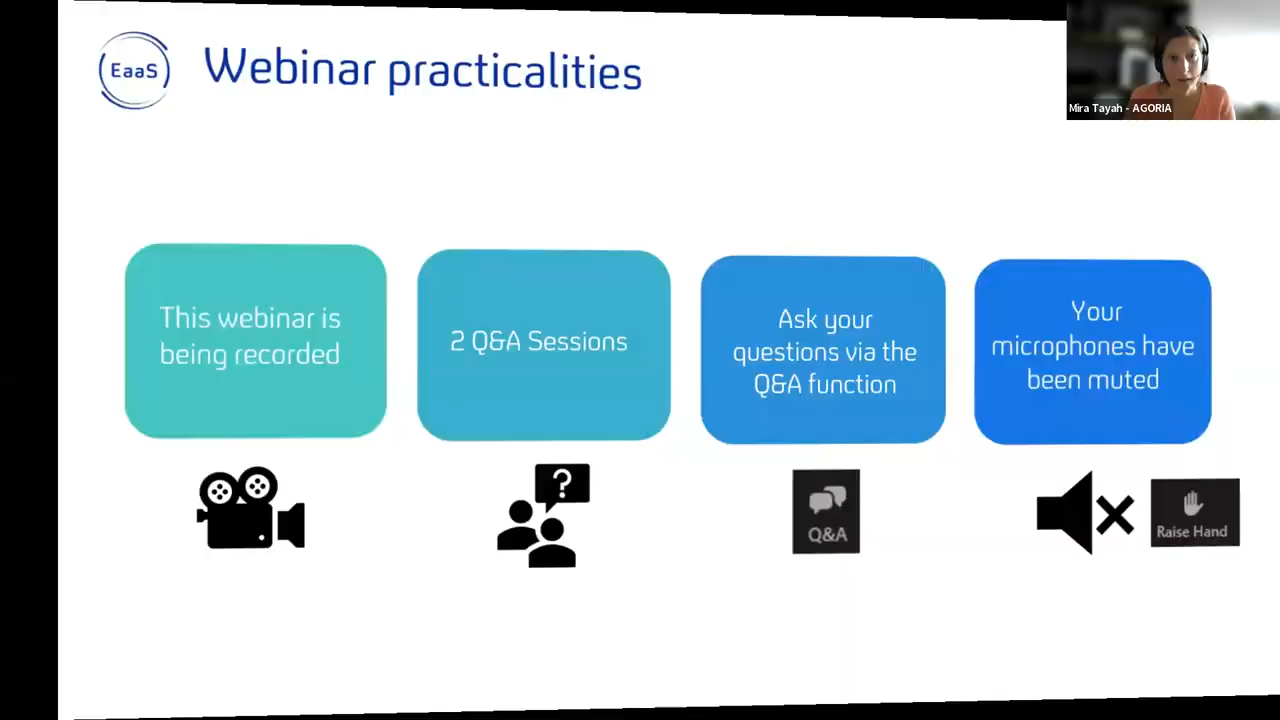 EaaS
Webinar practicalities
Mira Tayah - AGORIA
This webinar is
being recorded
2 Q&A Sessions
Ask your
questions via the
Q&A function
Your
microphones have
been muted
?
Q&A
Raise Hand